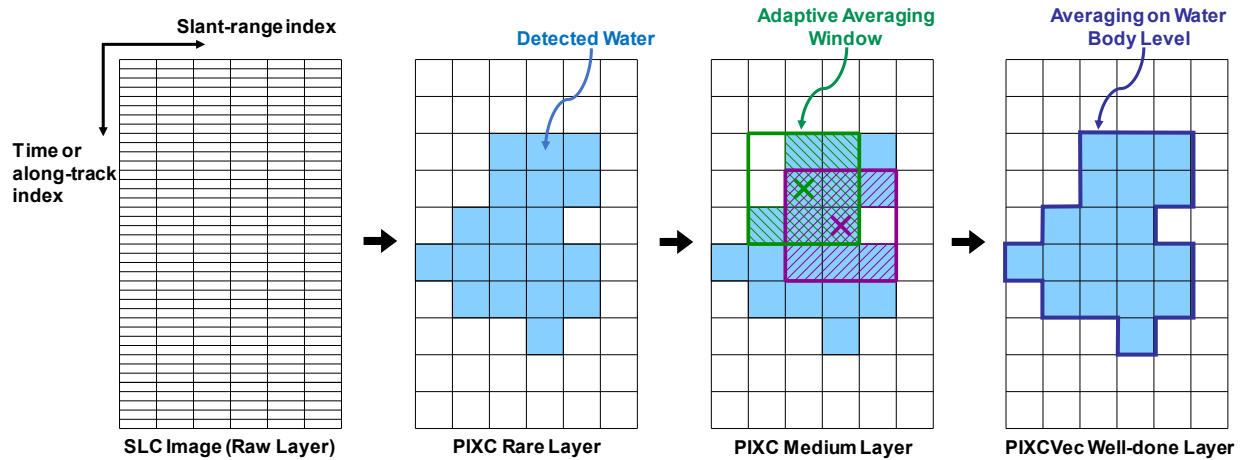 Slant-range index
Time or
along-track
index
SLC Image (Raw Layer)
Detected Water
PIXC Rare Layer
Adaptive Averaging
Window
PIXC Medium Layer
Averaging on Water
Body Level
PIXCVec Well-done Layer